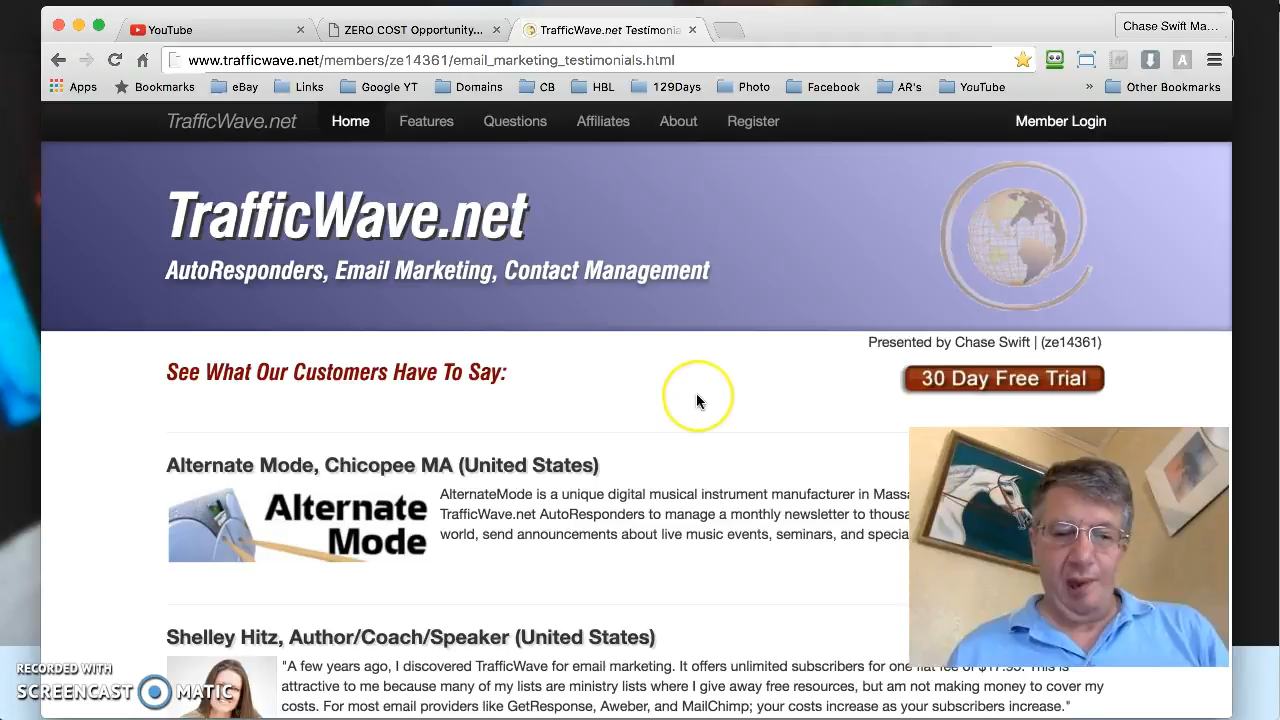 YouTube
ZERO COST Opportunity...
TrafficWave.net Testimonia
Chase Swift Ma...
www.trafficwave.net/members/ze14361/email_marketing_testimonials.html
Apps
Bookmarks
eBay
Links
Google YT
Domains
CB
HBL
129Days
Photo
Facebook
AR's
YouTube
»
Other Bookmarks
TrafficWave.net
Home
Features
Questions
Affiliates
About
Register
Member Login
TrafficWave.net
AutoResponders, Email Marketing, Contact Management
Presented by Chase Swift | (ze14361)
See What Our Customers Have To Say:
30 Day Free Trial
Alternate Mode, Chicopee MA (United States)
Alternate
Mode
AlternateMode is a unique digital musical instrument manufacturer in Massa
TrafficWave.net AutoResponders to manage a monthly newsletter to thousa
world, send announcements about live music events, seminars, and specia
Shelley Hitz, Author/Coach/Speaker (United States)
"A few years ago, I discovered TrafficWave for email marketing. It offers unlimited subscribers for one flat fee of $17.95. This is
attractive to me because many of my lists are ministry lists where I give away free resources, but am not making money to cover my
costs. For most email providers like GetResponse, Aweber, and MailChimp; your costs increase as your subscribers increase."
RECORDED WITH
SCREENCAST MATIC